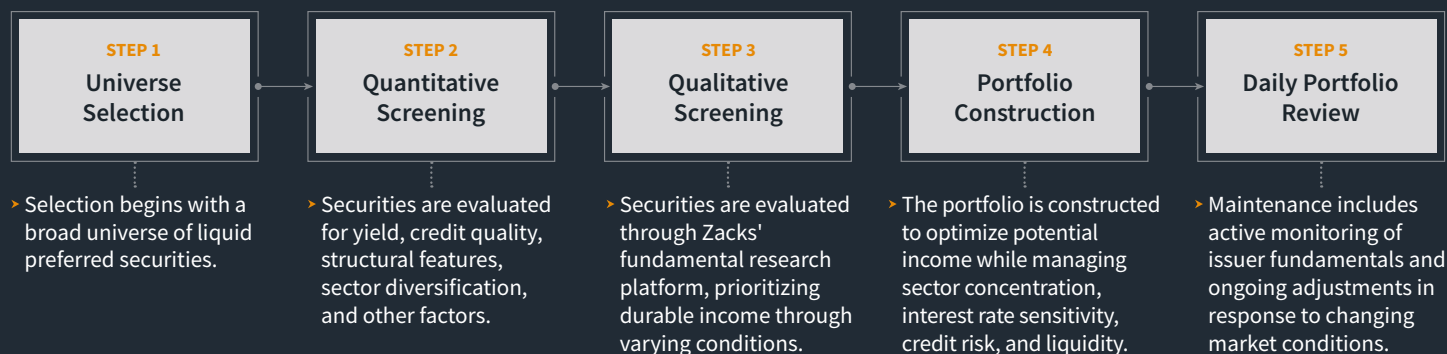 STEP 1
Universe
Selection
STEP 2
Quantitative
Screening
STEP 3
Qualitative
Screening
STEP 4
Portfolio
Construction
STEP 5
Daily Portfolio
Review
Selection begins with a
broad universe of liquid
preferred securities.
Securities are evaluated
for yield, credit quality,
structural features,
sector diversification,
and other factors.
Securities are evaluated
through Zacks'
fundamental research
platform, prioritizing
durable income through
varying conditions.
The portfolio is constructed
to optimize potential
income while managing
sector concentration,
interest rate sensitivity,
credit risk, and liquidity.
Maintenance includes
active monitoring of
issuer fundamentals and
ongoing adjustments in
response to changing
market conditions.